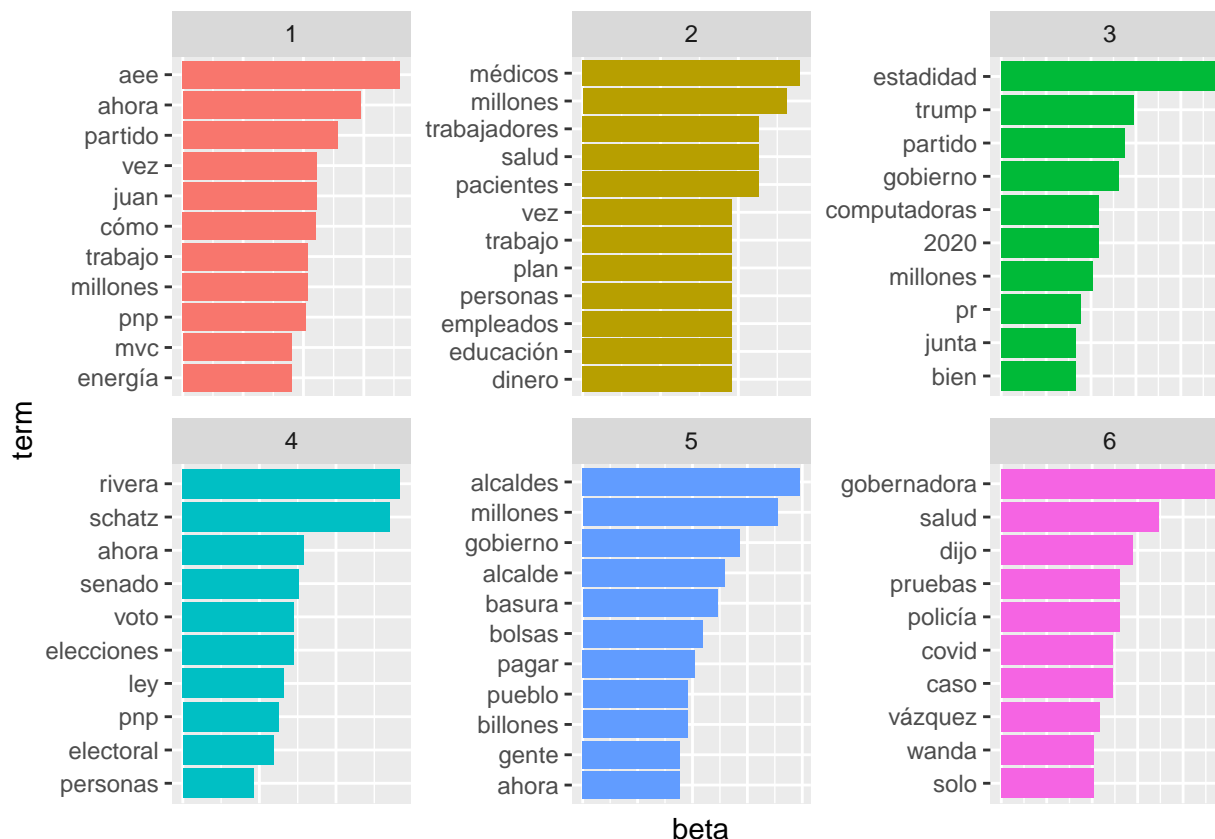 1
aee
ahora
partido
vez
juan
cómo
trabajo
millones
pnp
mvc
energía
2
médicos
millones
trabajadores
salud
pacientes
vez
trabajo
plan
personas
empleados
educación
dinero
3
estadidad
trump
partido
gobierno
computadoras
2020
millones
pr
junta
bien
term
4
rivera
schatz
ahora
senado
voto
elecciones
ley
pnp
electoral
personas
5
alcaldes
millones
gobierno
alcalde
basura
bolsas
pagar
pueblo
billones
gente
ahora
6
gobernadora
salud
dijo
pruebas
policía
covid
caso
vázquez
wanda
solo
beta